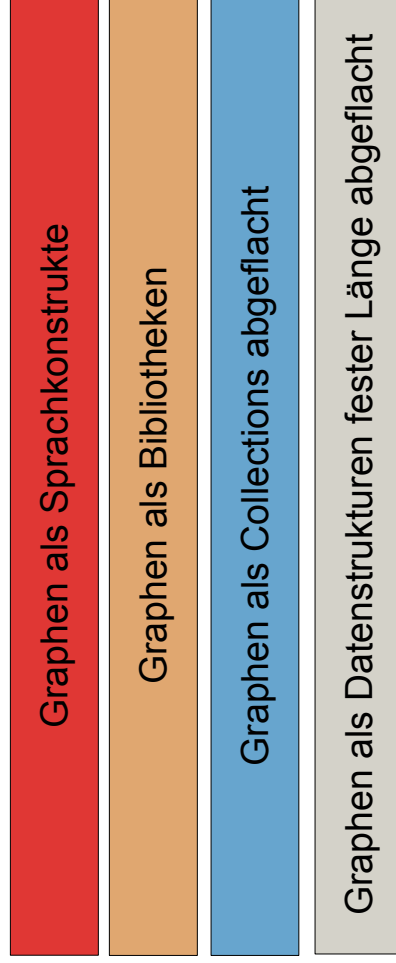 Graphen als Sprachkonstrukte
Graphen als Bibliotheken
Graphen als Collections abgeflacht
Graphen als Datenstrukturen fester Länge abgeflacht